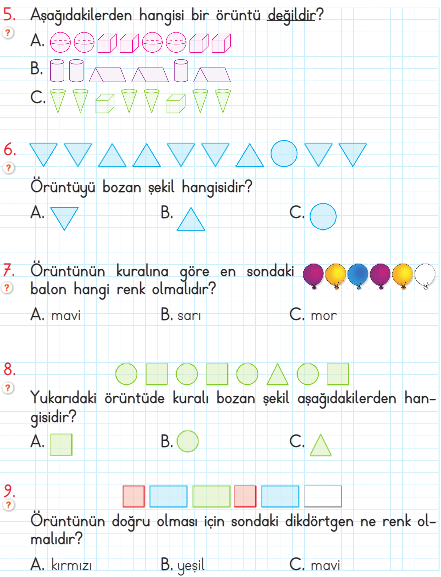 5. Aşağıdakilerden hangisi bir örüntü değildir?
?
A.
B.
C.
6.
?
Örüntüyü bozan şekil hangisidir?
A. B. C.
7. Örüntünün kuralına göre en sondaki
? balon hangi renk olmalıdır?
A. mavi B. sarı C. mor
8.
?
Yukarıdaki örüntüde kuralı bozan şekil aşağıdakilerden han-
gisidir?
A. B. C.
9.
?
Örüntünün doğru olması için sondaki dikdörtgen ne renk ol-
malıdır?
A. kırmızı B. yeşil C. mavi